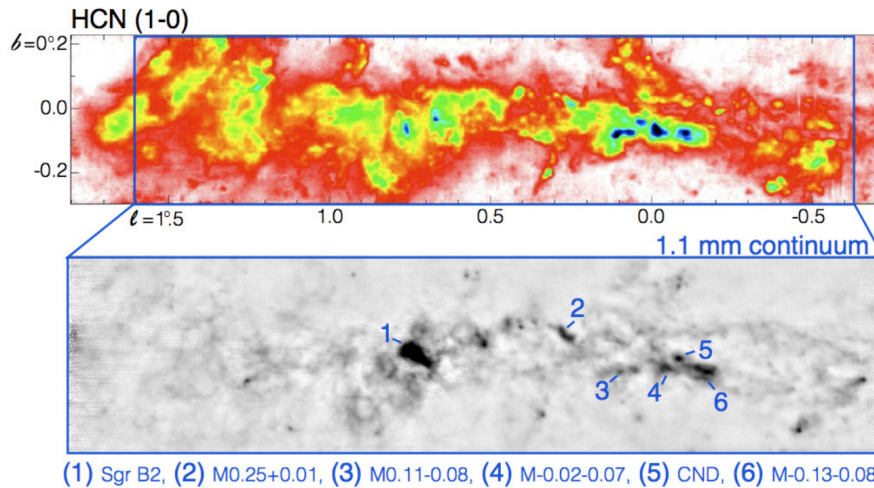 HCN (1-0)
𝑏=0°.2
0.0
-0.2
ℓ=1°.5 1.0 0.5 0.0 -0.5
1.1 mm continuum
1
2
3
4
5
6
(1) Sgr B2, (2) M0.25+0.01, (3) M0.11-0.08, (4) M-0.02-0.07, (5) CND, (6) M-0.13-0.08